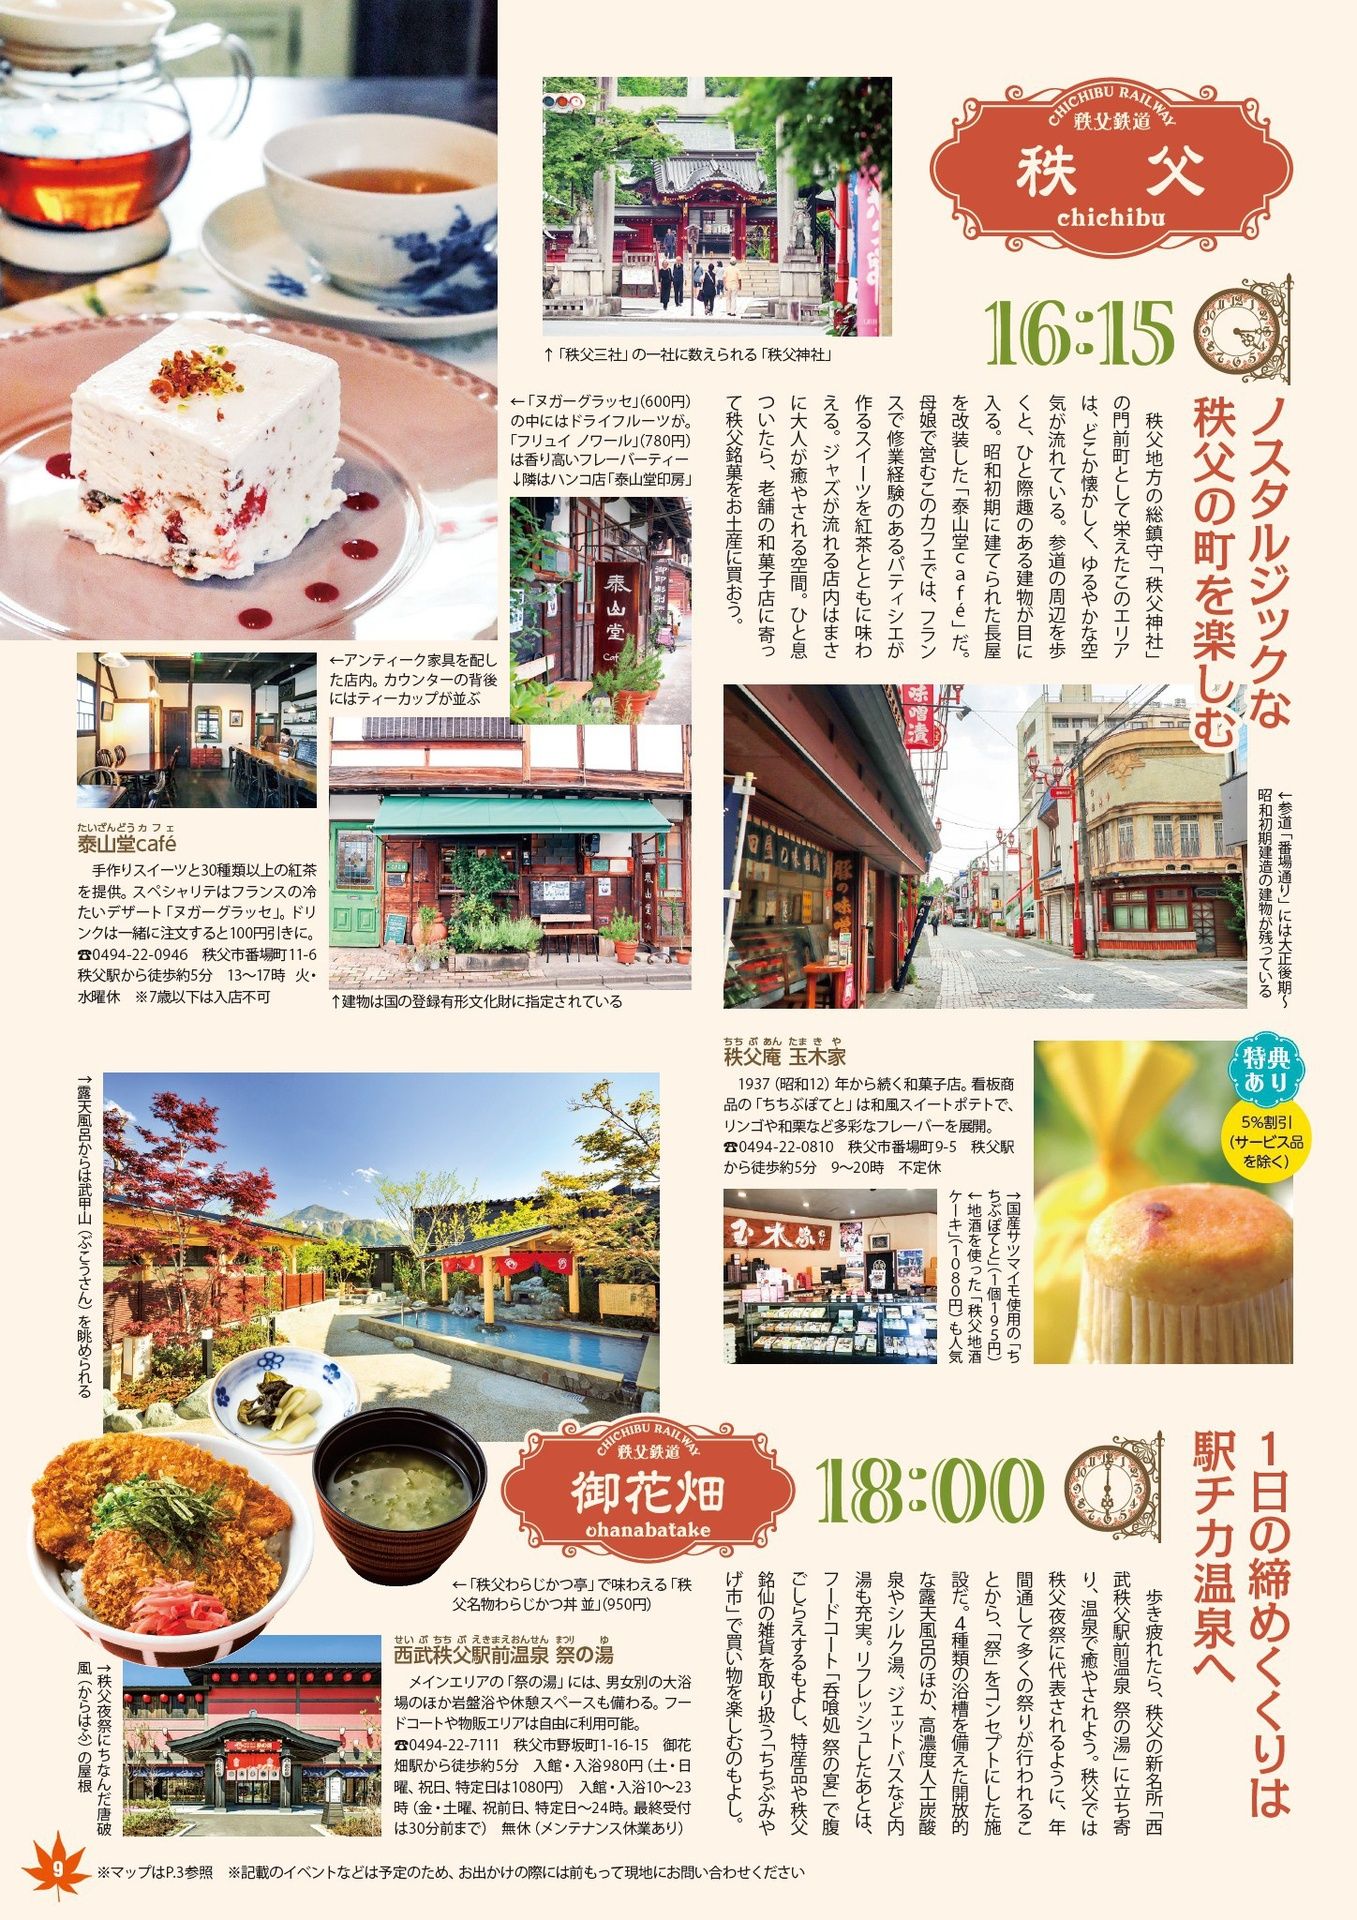 CHICHIBU RAILWAY
秩父鉄道
秩父
chichibu
16:15
ノスタルジックな
秩父の町を楽しむ
秩父地方の総鎮守「秩父神社」
の門前町として栄えたこのエリア
は、どこか懐かしく、ゆるやかな空
気が流れている。参道の周辺を歩
くと、ひと際趣のある建物が目に
入る。昭和初期に建てられた長屋
を改装した「泰山堂café」だ。
母娘で営むこのカフェでは、フラン
スで修業経験のあるパティシエが
作るスイーツを紅茶とともに味わ
える。ジャズが流れる店内はまさ
に大人が癒やされる空間。ひと息
ついたら、老舗の和菓子店に寄っ
て秩父銘菓をお土産に買おう。
↑「秩父三社」の一社に数えられる「秩父神社」
←「ヌガーグラッセ」(600円)
の中にはドライフルーツが。
「フリュイ ノワール」(780円)
は香り高いフレーバーティー
↓隣はハンコ店「泰山堂印房」
泰山堂
Cafe
←アンティーク家具を配し
た店内。カウンターの背後
にはティーカップが並ぶ
たいざんどうカフェ
泰山堂café
手作りスイーツと30種類以上の紅茶
を提供。スペシャリテはフランスの冷
たいデザート「ヌガーグラッセ」。ドリ
ンクは一緒に注文すると100円引きに。
☎0494-22-0946 秩父市番場町11-6
秩父駅から徒歩約5分 13〜17時 火・
水曜休 ※7歳以下は入店不可
泰山堂
↑建物は国の登録有形文化財に指定されている
味噌漬
豚の味噌
←参道「番場通り」には大正後期〜
昭和初期建造の建物が残っている
ちちぶあん たまきや
秩父庵 玉木家
1937（昭和12）年から続く和菓子店。看板商
品の「ちちぶぽてと」は和風スイートポテトで、
リンゴや和栗など多彩なフレーバーを展開。
☎0494-22-0810 秩父市番場町9-5 秩父駅
から徒歩約5分 9〜20時 不定休
特典
あり
5%割引
(サービス品
を除く)
玉木家
→国産サツマイモ使用の「ち
ちぶぽてと」(1個195円)
←地酒を使った「秩父地酒
ケーキ」(1080円)も人気
→露天風呂からは武甲山（ぶこうさん）を眺められる
CHICHIBU RAILWAY
秩父鉄道
御花畑
ohanabatake
18:00
1日の締めくくりは
駅チカ温泉へ
歩き疲れたら、秩父の新名所「西
武秩父駅前温泉 祭の湯」に立ち寄
り、温泉で癒やされよう。秩父では
秩父夜祭に代表されるように、年
間通して多くの祭りが行われるこ
とから、「祭」をコンセプトにした施
設だ。4種類の浴槽を備えた開放的
な露天風呂のほか、高濃度人工炭酸
泉やシルク湯、ジェットバスなど内
湯も充実。リフレッシュしたあとは、
フードコート「呑喰処 祭の宴」で腹
ごしらえするもよし、特産品や秩父
銘仙の雑貨を取り扱う「ちちぶみや
げ市」で買い物を楽しむのもよし。
←「秩父わらじかつ亭」で味わえる「秩
父名物わらじかつ丼 並」(950円)
せいぶちちぶえきまえおんせん まつり ゆ
西武秩父駅前温泉 祭の湯
メインエリアの「祭の湯」には、男女別の大浴
場のほか岩盤浴や休憩スペースも備わる。フー
ドコートや物販エリアは自由に利用可能。
☎0494-22-7111 秩父市野坂町1-16-15 御花
畑駅から徒歩約5分 入館・入浴980円（土・日
曜、祝日、特定日は1080円） 入館・入浴10〜23
時（金・土曜、祝前日、特定日〜24時。最終受付
は30分前まで） 無休（メンテナンス休業あり）
→秩父夜祭にちなんだ唐破
風（からはふ）の屋根
9
※マップはP.3参照 ※記載のイベントなどは予定のため、お出かけの際には前もって現地にお問い合わせください